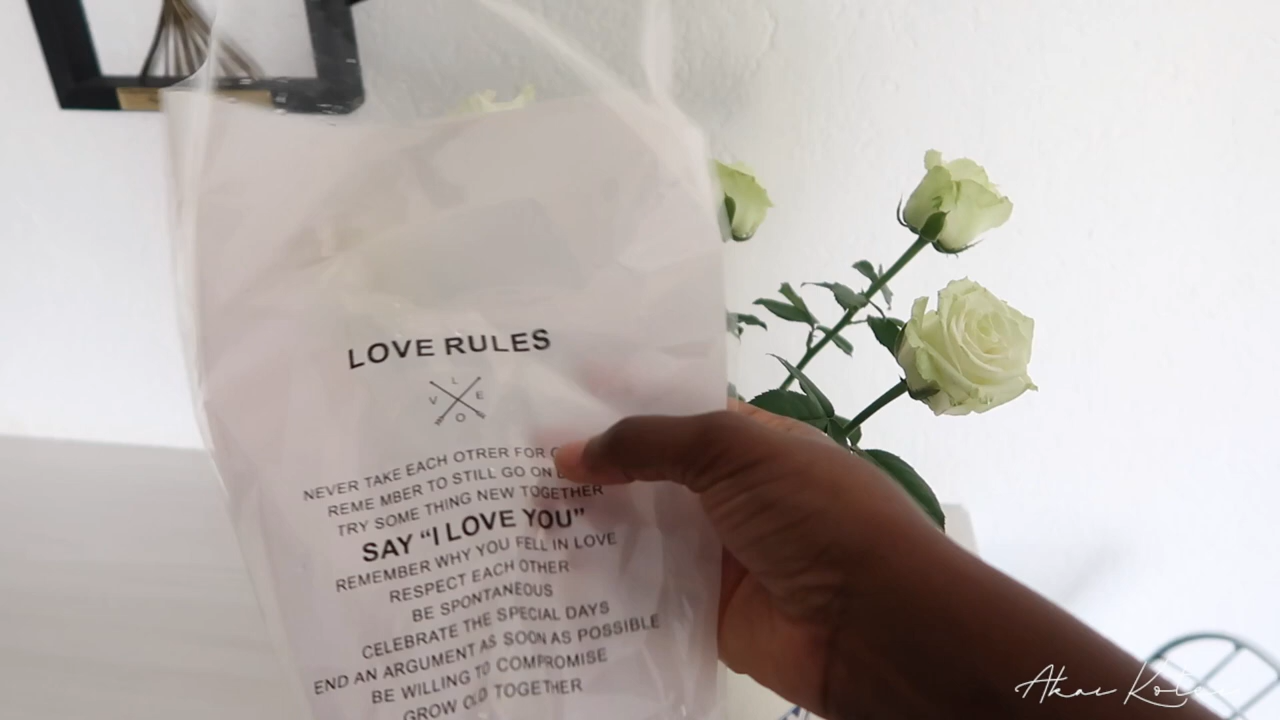 LOVE RULES
L
V E
O
NEVER TAKE EACH OTRER FOR
REME MBER TO STILL GO ON
TRY SOME THING NEW TOGETHER
SAY “I LOVE YOU”
REMEMBER WHY YOU FELL IN LOVE
RESPECT EACH OTHER
BE SPONTANEOUS
CELEBRATE THE SPECIAL DAYS
END AN ARGUMENT AS SOON AS POSSIBLE
BE WILLING TO COMPROMISE
GROW OLD TOGETHER